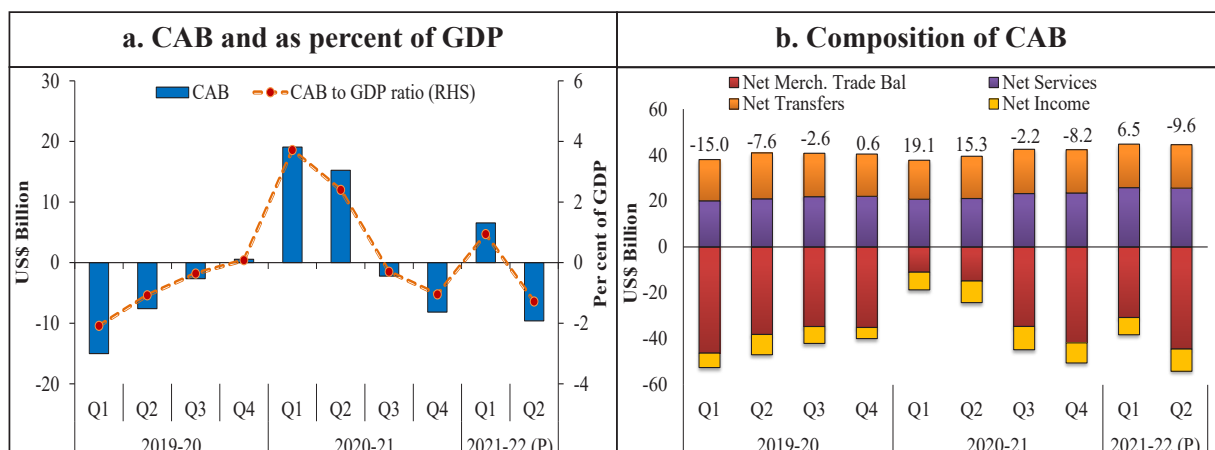 a. CAB and as percent of GDP
30
20
10
0
-10
-20
US$ Billion
CAB
CAB to GDP ratio (RHS)
6
4
2
0
-2
-4
Per cent of GDP
Q1 Q2 Q3 Q4 Q1 Q2 Q3 Q4 Q1 Q2
2019-20 2020-21 2021-22 (P)
b. Composition of CAB
Net Merch. Trade Bal Net Services
Net Transfers Net Income
60
40
20
0
-20
-40
-60
US$ Billion
-15.0 -7.6 -2.6 0.6 19.1 15.3 -2.2 -8.2 6.5 -9.6
Q1 Q2 Q3 Q4 Q1 Q2 Q3 Q4 Q1 Q2
2019-20 2020-21 2021-22 (P)